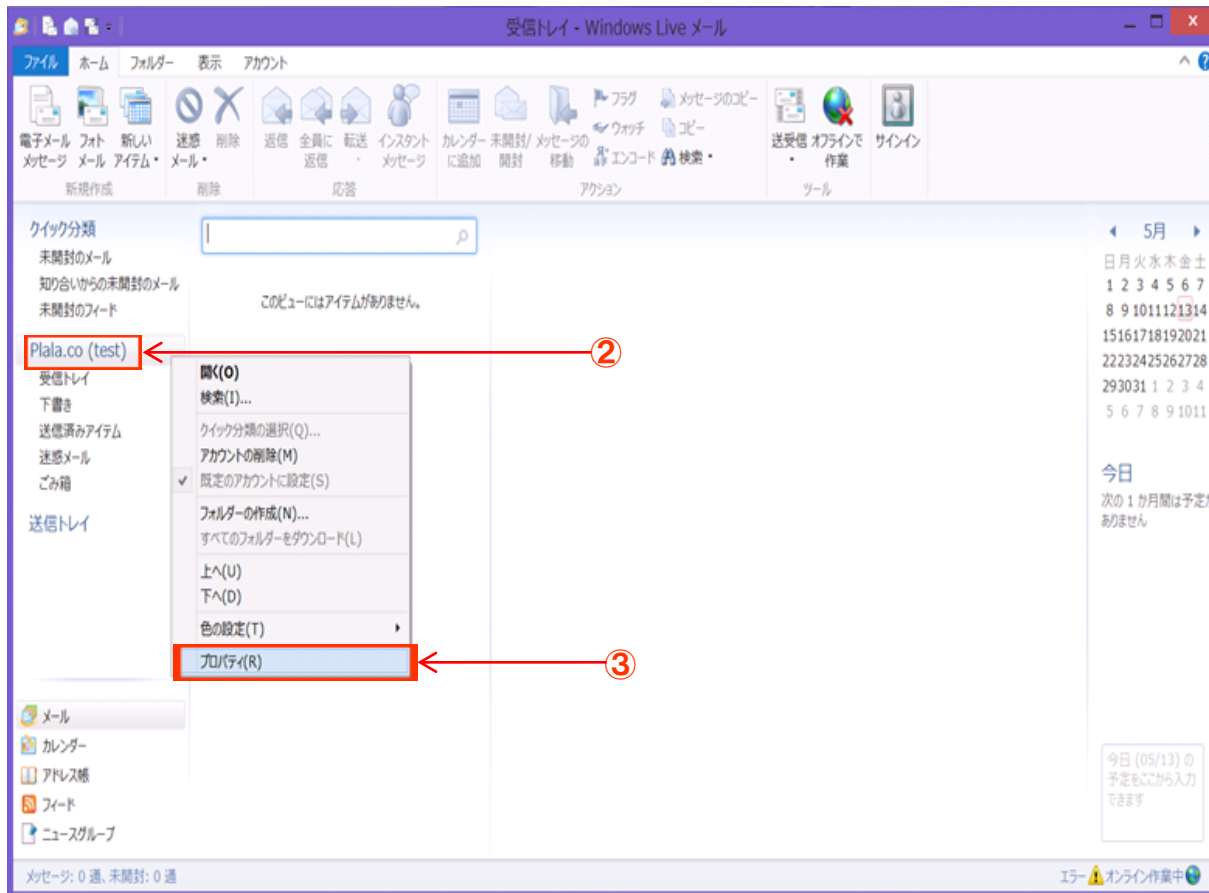 受信トレイ - Windows Live メール
ファイル ホーム フォルダー 表示 アカウント
電子メール メッセージ
フォト メール
新しい アイテム
迷惑 メール
削除
返信
全員に 返信
転送
インスタント メッセージ
カレンダー に追加
未開封/ 開封
メッセージの 移動
フラグ
ウォッチ
エンコード
メッセージのコピー
コピー
検索
送受信
オフラインで 作業
サインイン
新規作成 削除 応答 アクション ツール
クイック分類
未開封のメール
知り合いからの未開封のメール
未開封のフィード
Plala.co (test)
受信トレイ
下書き
送信済みアイテム
迷惑メール
ごみ箱
送信トレイ
このビューにはアイテムがありません。
②
開く(O)
検索(I)...
クイック分類の選択(Q)...
アカウントの削除(M)
既定のアカウントに設定(S)
フォルダーの作成(N)...
すべてのフォルダーをダウンロード(L)
上へ(U)
下へ(D)
色の設定(T)
プロパティ(R)
③
メール
カレンダー
アドレス帳
フィード
ニュースグループ
5月
日 月 火 水 木 金 土
1 2 3 4 5 6 7
8 9 10 11 12 13 14
15 16 17 18 19 20 21
22 23 24 25 26 27 28
29 30 31 1 2 3 4
5 6 7 8 9 10 11
今日
次の 1 か月間は予定が
ありません
今日 (05/13) の
予定をここから入力
できます
メッセージ: 0 通、未開封: 0 通
エラー オンライン作業中